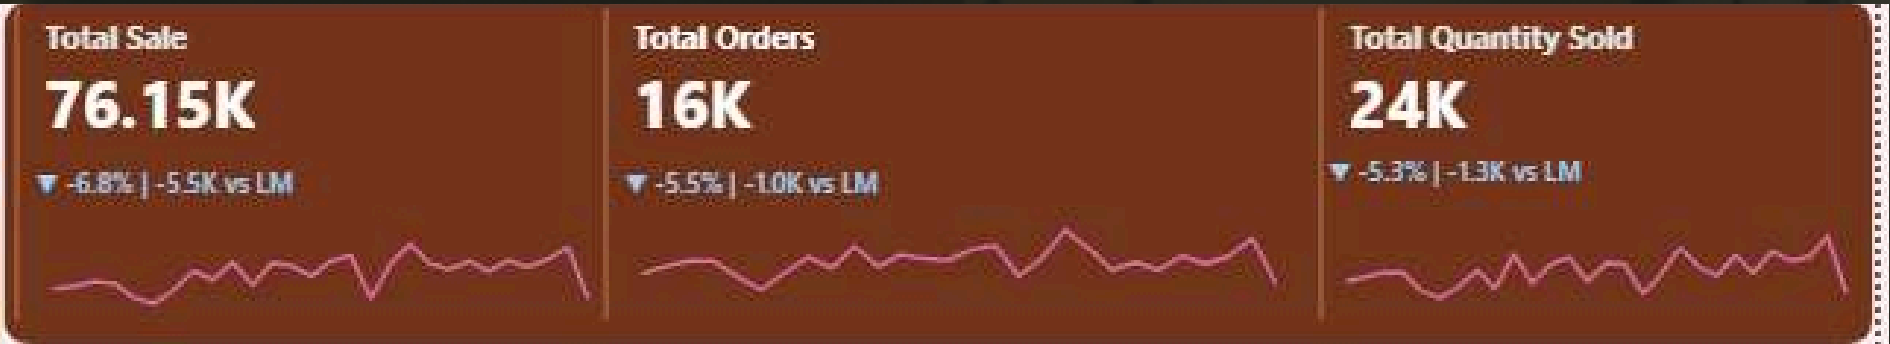 Total Sale
76.15K
▼ -6.8% | -5.5K vs LM
Total Orders
16K
▼ -5.5% | -1.0K vs LM
Total Quantity Sold
24K
▼ -5.3% | -1.3K vs LM